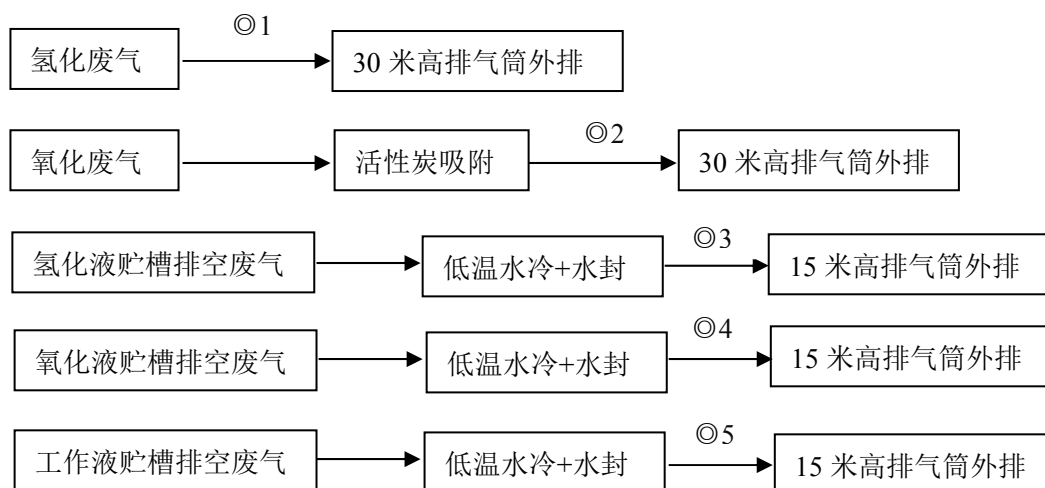 ◎1
氢化废气
30 米高排气筒外排
◎2
氧化废气
活性炭吸附
30 米高排气筒外排
◎3
氢化液贮槽排空废气
低温水冷+水封
15 米高排气筒外排
◎4
氧化液贮槽排空废气
低温水冷+水封
15 米高排气筒外排
◎5
工作液贮槽排空废气
低温水冷+水封
15 米高排气筒外排